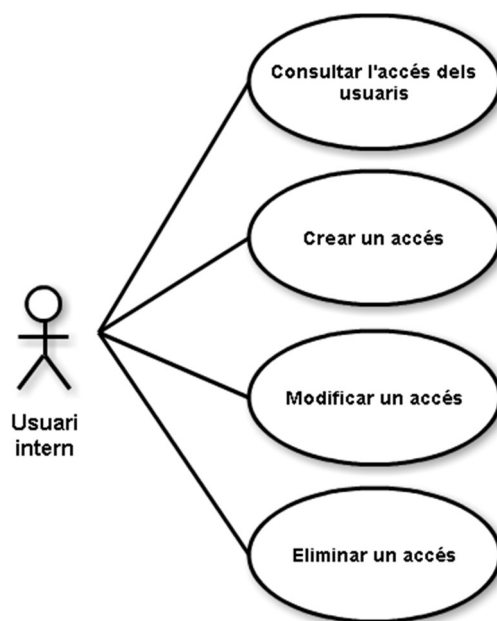 Consultar l'accés dels
usuaris
Crear un accés
Modificar un accés
Usuari
intern
Eliminar un accés